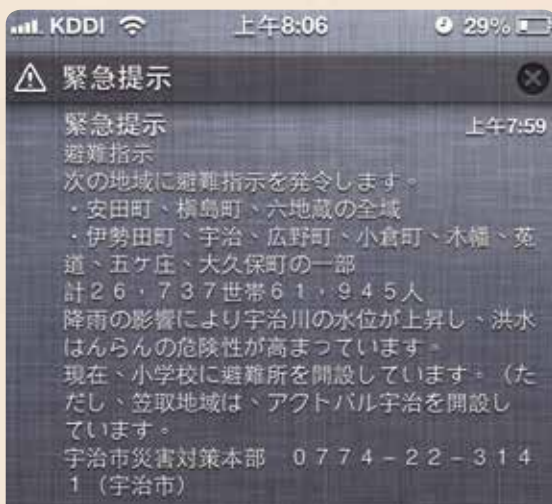 KDDI 上午8:06 29%
緊急提示
緊急提示 上午7:59
避難指示
次の地域に避難指示を発令します。
・安田町、槇島町、六地蔵の全域
・伊勢田町、宇治、広野町、小倉町、木幡、菟
道、五ケ庄、大久保町の一部
計26,737世帯61,945人
降雨の影響により宇治川の水位が上昇し、洪水
はんらんの危険性が高まっています。
現在、小学校に避難所を開設しています。（た
だし、笠取地域は、アクトパル宇治を開設し
ています。
宇治市災害対策本部　0774-22-314
1（宇治市）